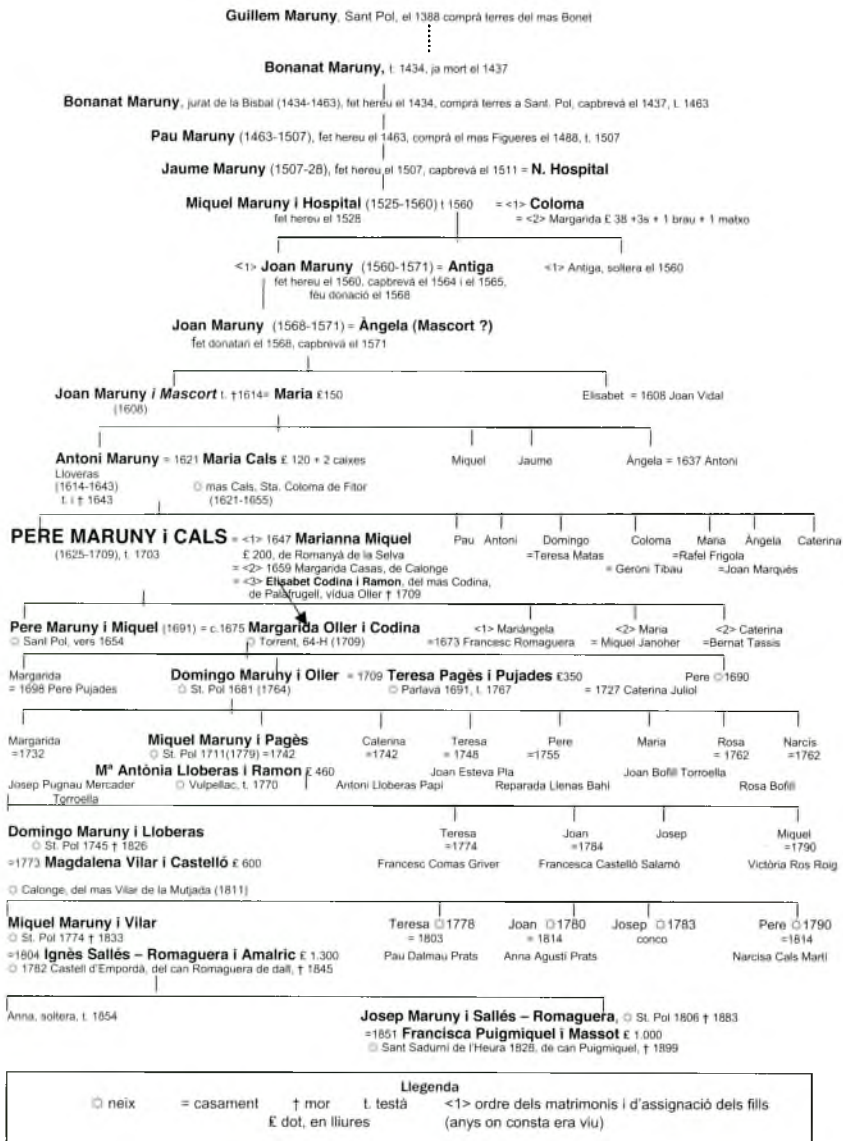 Guillem Maruny, Sant Pol, el 1388 comprà terres del mas Bonet
Bonanat Maruny, t. 1434, ja mort el 1437
Bonanat Maruny, jurat de la Bisbal (1434-1463), fet hereu el 1434, comprà terres a Sant. Pol, capbrevà el 1437, t. 1463
Pau Maruny (1463-1507), fet hereu el 1463, comprà el mas Figueres el 1488, t. 1507
Jaume Maruny (1507-28), fet hereu el 1507, capbrevà el 1511 = N. Hospital
Miquel Maruny i Hospital (1525-1560) t 1560 = <1> Coloma
fet hereu el 1528 = <2> Margarida £ 38 +3s + 1 brau + 1 matxo
<1> Joan Maruny (1560-1571) = Antiga <1> Antiga, soltera el 1560
fet hereu el 1560, capbrevà el 1564 i el 1565,
féu donació el 1568
Joan Maruny (1568-1571) = Àngela (Mascort ?)
fet donatari el 1568, capbrevà el 1571
Joan Maruny i Mascort t. †1614= Maria £150 Elisabet = 1608 Joan Vidal
(1608)
Antoni Maruny = 1621 Maria Cals £ 120 + 2 caixes Miquel Jaume Àngela = 1637 Antoni
Lloveras
(1614-1643) ۞ mas Cals, Sta. Coloma de Fitor
t. i † 1643 (1621-1655)
PERE MARUNY i CALS = <1> 1647 Marianna Miquel Pau Antoni Domingo Coloma Maria Àngela Caterina
(1625-1709), t. 1703 £ 200, de Romanyà de la Selva =Teresa Matas =Rafel Frigola
= <2> 1659 Margarida Casas, de Calonge = Geroni Tibau =Joan Marquès
= <3> Elisabet Codina i Ramon, del mas Codina,
de Palafrugell, vídua Oller † 1709
Pere Maruny i Miquel (1691) = c.1675 Margarida Oller i Codina <1> Mariàngela <2> Maria <2> Caterina
۞ Sant Pol, vers 1654 ۞ Torrent, 64-H (1709) =1673 Francesc Romaguera = Miquel Janoher =Bernat Tassis
Margarida Domingo Maruny i Oller = 1709 Teresa Pagès i Pujades £350 Pere ۞1690
= 1698 Pere Pujades ۞ St. Pol 1681 (1764) ۞ Parlavà 1691, t. 1767 = 1727 Caterina Juliol
Margarida Miquel Maruny i Pagès Caterina Teresa Pere Maria Rosa Narcís
=1732 ۞ St. Pol 1711(1779) =1742 =1742 = 1748 =1755 = 1762 =1762
Mª Antònia Lloberas i Ramon £ 460 Joan Esteva Pla Joan Bofill Torroella
Josep Pugnau Mercader ۞ Vulpellac, t. 1770 Antoni Lloberas Papí Reparada Llenas Bahí Rosa Bofill
Torroella
Domingo Maruny i Lloberas Teresa Joan Josep Miquel
۞ St. Pol 1745 † 1826 =1774 =1784 =1790
=1773 Magdalena Vilar i Castelló £ 600 Francesc Comas Griver Francesca Castelló Salamó Victòria Ros Roig
۞ Calonge, del mas Vilar de la Mutjada (1811)
Miquel Maruny i Vilar Teresa ۞1778 Joan ۞1780 Josep ۞1783 Pere ۞1790
۞ St. Pol 1774 † 1833 = 1803 = 1814 conco =1814
=1804 Ignès Sallés – Romaguera i Amalric £ 1.300 Pau Dalmau Prats Anna Agustí Prats Narcisa Cals Martí
۞ 1782 Castell d'Empordà, del can Romaguera de dalt, † 1845
Anna, soltera, t. 1854 Josep Maruny i Sallés – Romaguera, ۞ St. Pol 1806 † 1883
=1851 Francisca Puigmiquel i Massot £ 1.000
۞ Sant Sadurní de l'Heura 1828, de can Puigmiquel, † 1899
Llegenda
۞ neix = casament † mor t. testà <1> ordre dels matrimonis i d'assignació dels fills
£ dot, en lliures (anys on consta era viu)